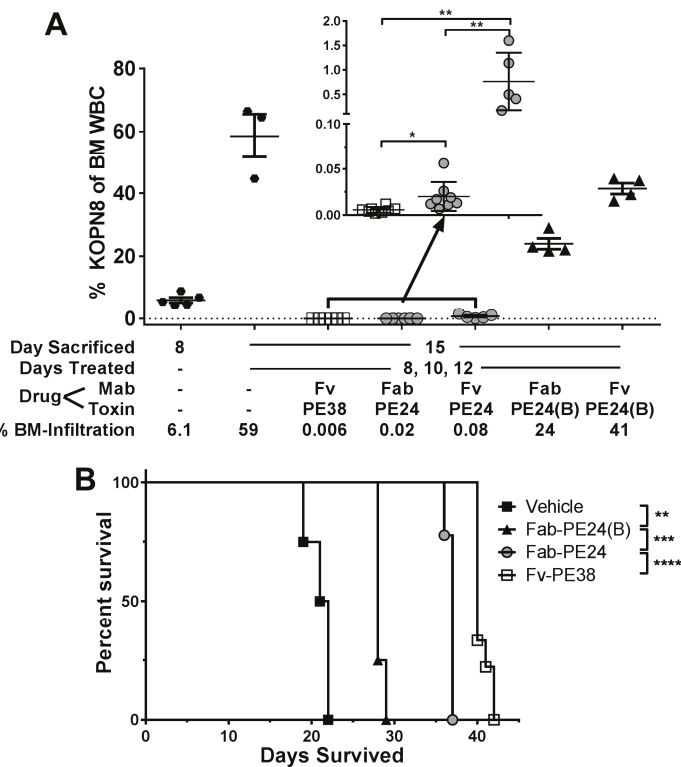 A
% KOPN8 of BM WBC
80
60
40
20
0
2.0
1.5
1.0
0.5
0.10
0.05
0.00
**
**
*
Day Sacrificed 8 15
Days Treated - 8, 10, 12
Drug Mab - - Fv Fab Fv Fab Fv
Toxin - - PE38 PE24 PE24 PE24(B) PE24(B)
% BM-Infiltration 6.1 59 0.006 0.02 0.08 24 41
B
Percent survival
100
50
0
0 10 20 30 40
Days Survived
Vehicle
Fab-PE24(B)
Fab-PE24
Fv-PE38
**
***
****